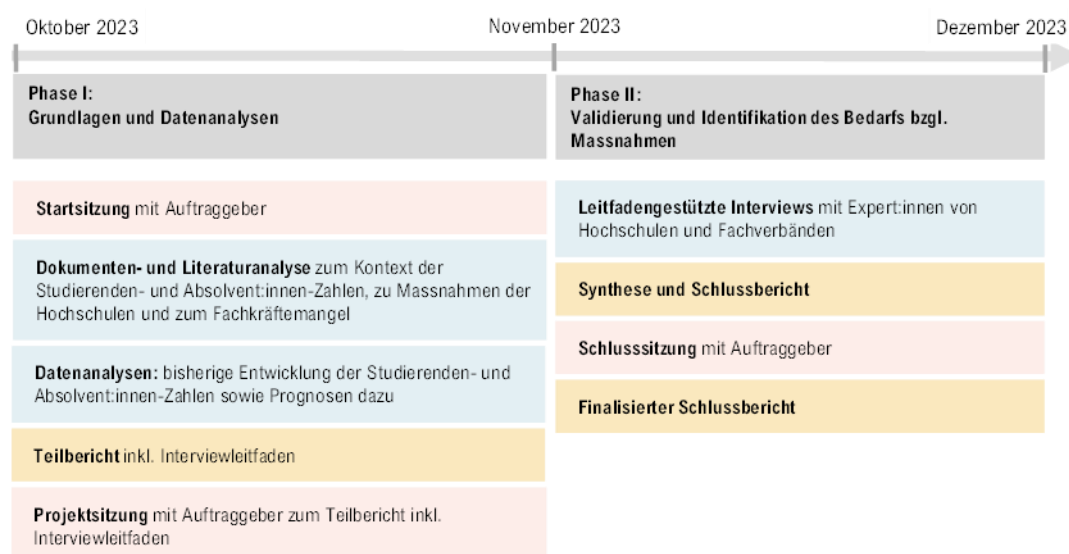 Oktober 2023
November 2023
Dezember 2023
Phase I:
Grundlagen und Datenanalysen
Startsitzung mit Auftraggeber
Dokumenten- und Literaturanalyse zum Kontext der
Studierenden- und Absolvent:innen-Zahlen, zu Massnahmen der
Hochschulen und zum Fachkräftemangel
Datenanalysen: bisherige Entwicklung der Studierenden- und
Absolvent:innen-Zahlen sowie Prognosen dazu
Teilbericht inkl. Interviewleitfaden
Projektsitzung mit Auftraggeber zum Teilbericht inkl.
Interviewleitfaden
Phase II:
Validierung und Identifikation des Bedarfs bzgl.
Massnahmen
Leitfadengestützte Interviews mit Expert:innen von
Hochschulen und Fachverbänden
Synthese und Schlussbericht
Schlusssitzung mit Auftraggeber
Finalisierter Schlussbericht